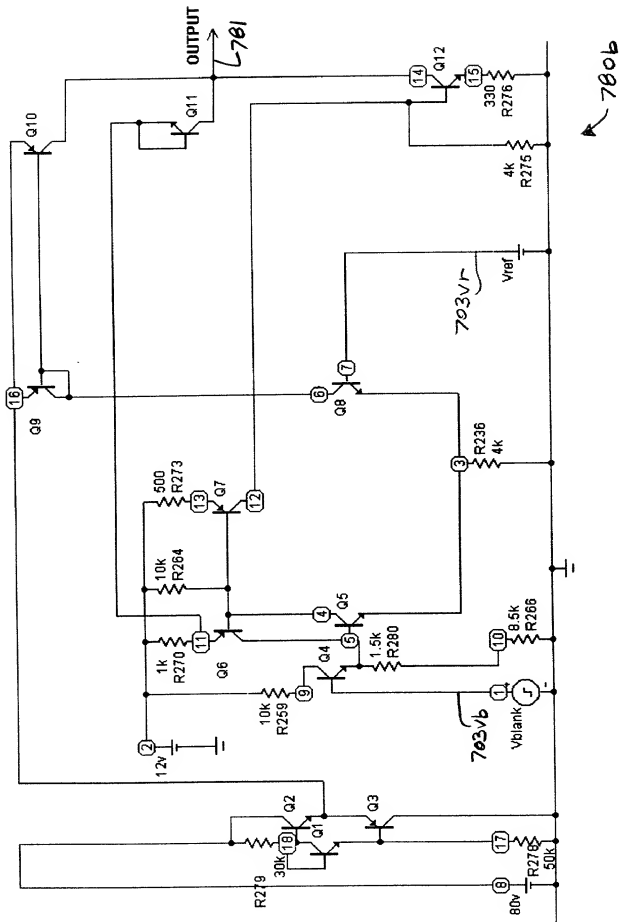 OUTPUT
781
Q10
Q11
14
Q12
15
330
R276
4k
R275
780b
16
Q9
6
7
Q8
703vr
Vref
3
R236
4k
500
R273
13
Q7
12
10k
R264
1k
R270
11
Q6
4
Q5
5
1.5k
R280
10
8.5k
R266
2
12v
10k
R259
9
Q4
703vb
1
+
-
Vblank
Q2
18
Q1
30k
R279
Q3
17
R278
50k
8
80v